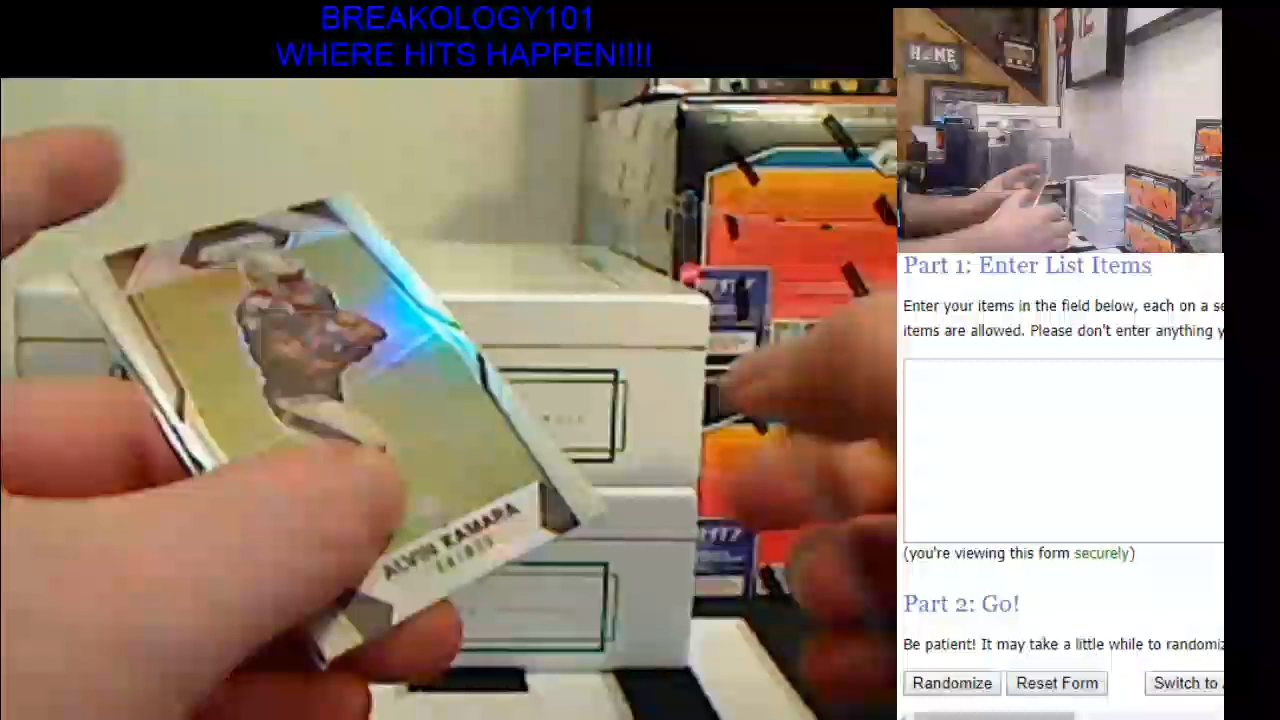 BREAKOLOGY101
WHERE HITS HAPPEN!!!!
HOME
ALVIN KAMARA
SAINTS
Part 1: Enter List Items
Enter your items in the field below, each on a se
items are allowed. Please don't enter anything y
(you're viewing this form securely)
Part 2: Go!
Be patient! It may take a little while to randomiz
Randomize
Reset Form
Switch to